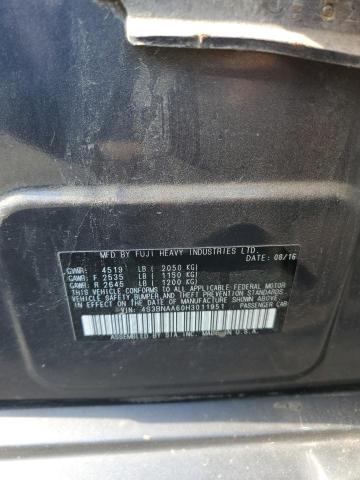 MFD BY FUJI HEAVY INDUSTRIES LTD.
DATE: 08/16
GVWR: 4519 LB ( 2050 KG)
GAWR: F 2535 LB ( 1150 KG)
GAWR: R 2645 LB ( 1200 KG)
THIS VEHICLE CONFORMS TO ALL APPLICABLE FEDERAL MOTOR
VEHICLE SAFETY, BUMPER, AND THEFT PREVENTION STANDARDS
IN EFFECT ON THE DATE OF MANUFACTURE SHOWN ABOVE.
VIN: 4S3BNAA60H3011951 PASSENGER CAR
ASSEMBLED BY SIA, INC. MADE IN U.S.A.